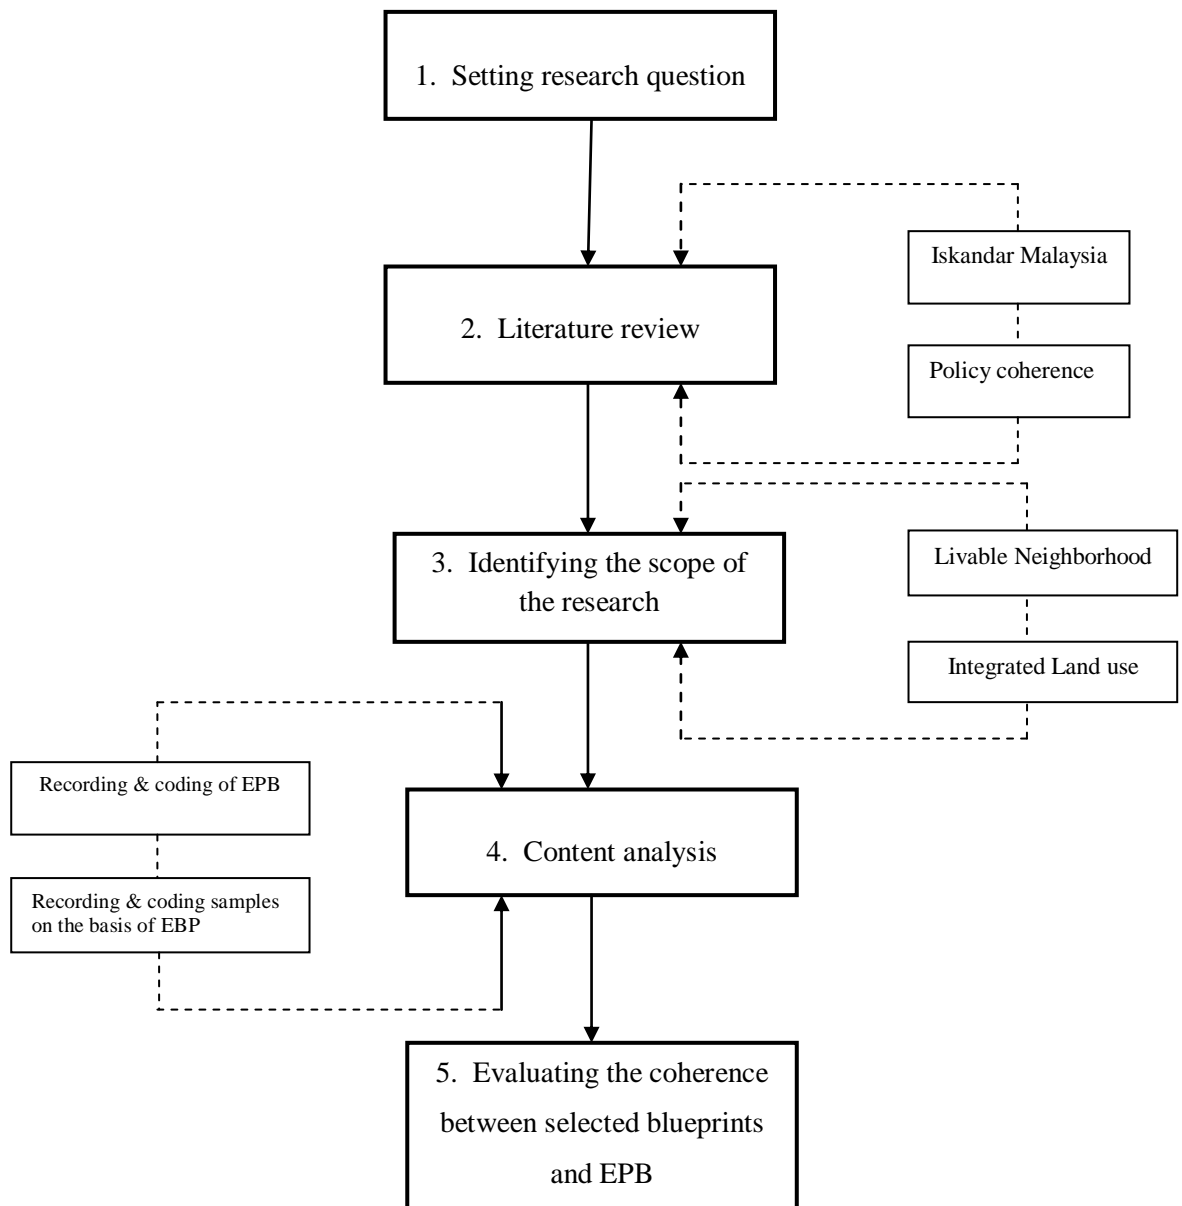 1. Setting research question
Iskandar Malaysia
2. Literature review
Policy coherence
3. Identifying the scope of
the research
Livable Neighborhood
Integrated Land use
Recording & coding of EPB
Recording & coding samples
on the basis of EBP
4. Content analysis
5. Evaluating the coherence
between selected blueprints
and EPB